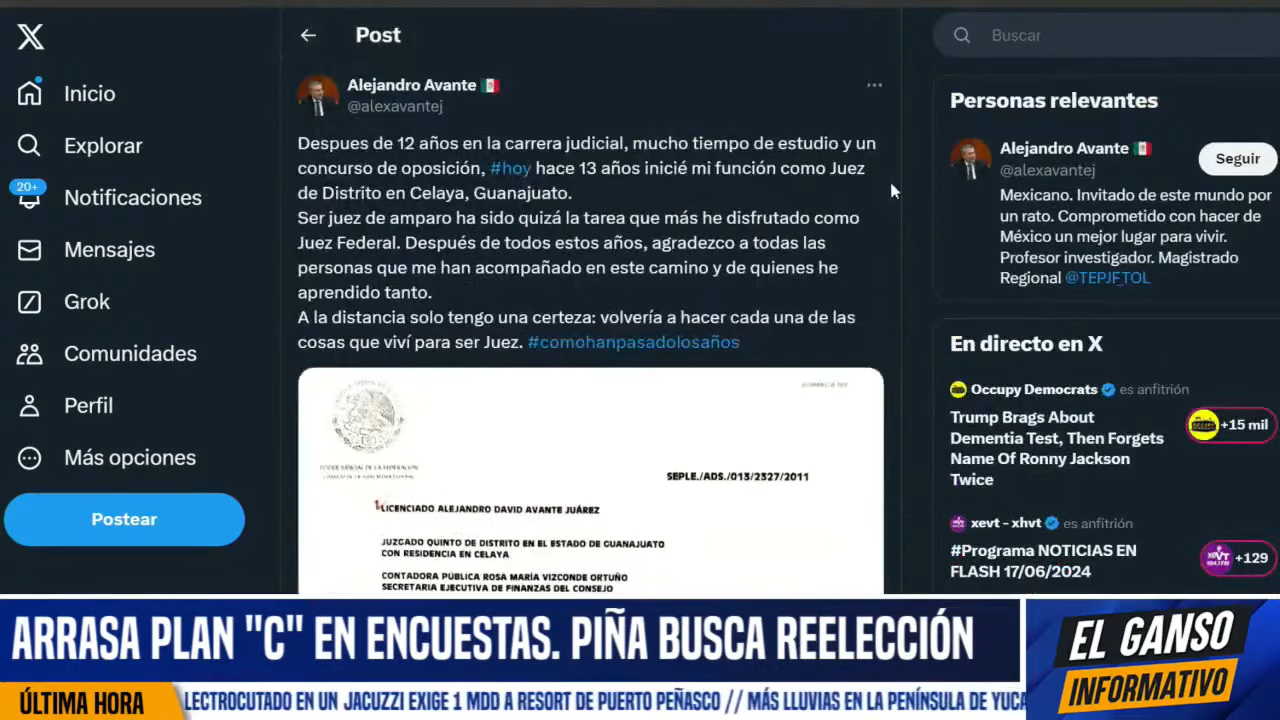 Post
Buscar
Inicio
Explorar
20+
Notificaciones
Mensajes
Grok
Comunidades
Perfil
Más opciones
Postear
Alejandro Avante
@alexavantej
Despues de 12 años en la carrera judicial, mucho tiempo de estudio y un
concurso de oposición, #hoy hace 13 años inicié mi función como Juez
de Distrito en Celaya, Guanajuato.
Ser juez de amparo ha sido quizá la tarea que más he disfrutado como
Juez Federal. Después de todos estos años, agradezco a todas las
personas que me han acompañado en este camino y de quienes he
aprendido tanto.
A la distancia solo tengo una certeza: volvería a hacer cada una de las
cosas que viví para ser Juez. #comohanpasadolosaños
PODER JUDICIAL DE LA FEDERACIÓN
SEPLE./ADS./013/2327/2011
LICENCIADO ALEJANDRO DAVID AVANTE JUÁREZ
JUZGADO QUINTO DE DISTRITO EN EL ESTADO DE GUANAJUATO
CON RESIDENCIA EN CELAYA
CONTADORA PÚBLICA ROSA MARÍA VIZCONDE ORTUÑO
SECRETARIA EJECUTIVA DE FINANZAS DEL CONSEJO
Personas relevantes
Alejandro Avante
@alexavantej
Seguir
Mexicano. Invitado de este mundo por
un rato. Comprometido con hacer de
México un mejor lugar para vivir.
Profesor investigador. Magistrado
Regional @TEPJF_TOL
En directo en X
Occupy Democrats es anfitrión
Trump Brags About
Dementia Test, Then Forgets
Name Of Ronny Jackson
Twice
+15 mil
xevt - xhvt es anfitrión
#Programa NOTICIAS EN
FLASH 17/06/2024
+129
ARRASA PLAN "C" EN ENCUESTAS. PIÑA BUSCA REELECCIÓN
EL GANSO
INFORMATIVO
ÚLTIMA HORA
LECTROCUTADO EN UN JACUZZI EXIGE 1 MDD A RESORT DE PUERTO PEÑASCO // MÁS LLUVIAS EN LA PENÍNSULA DE YUCA